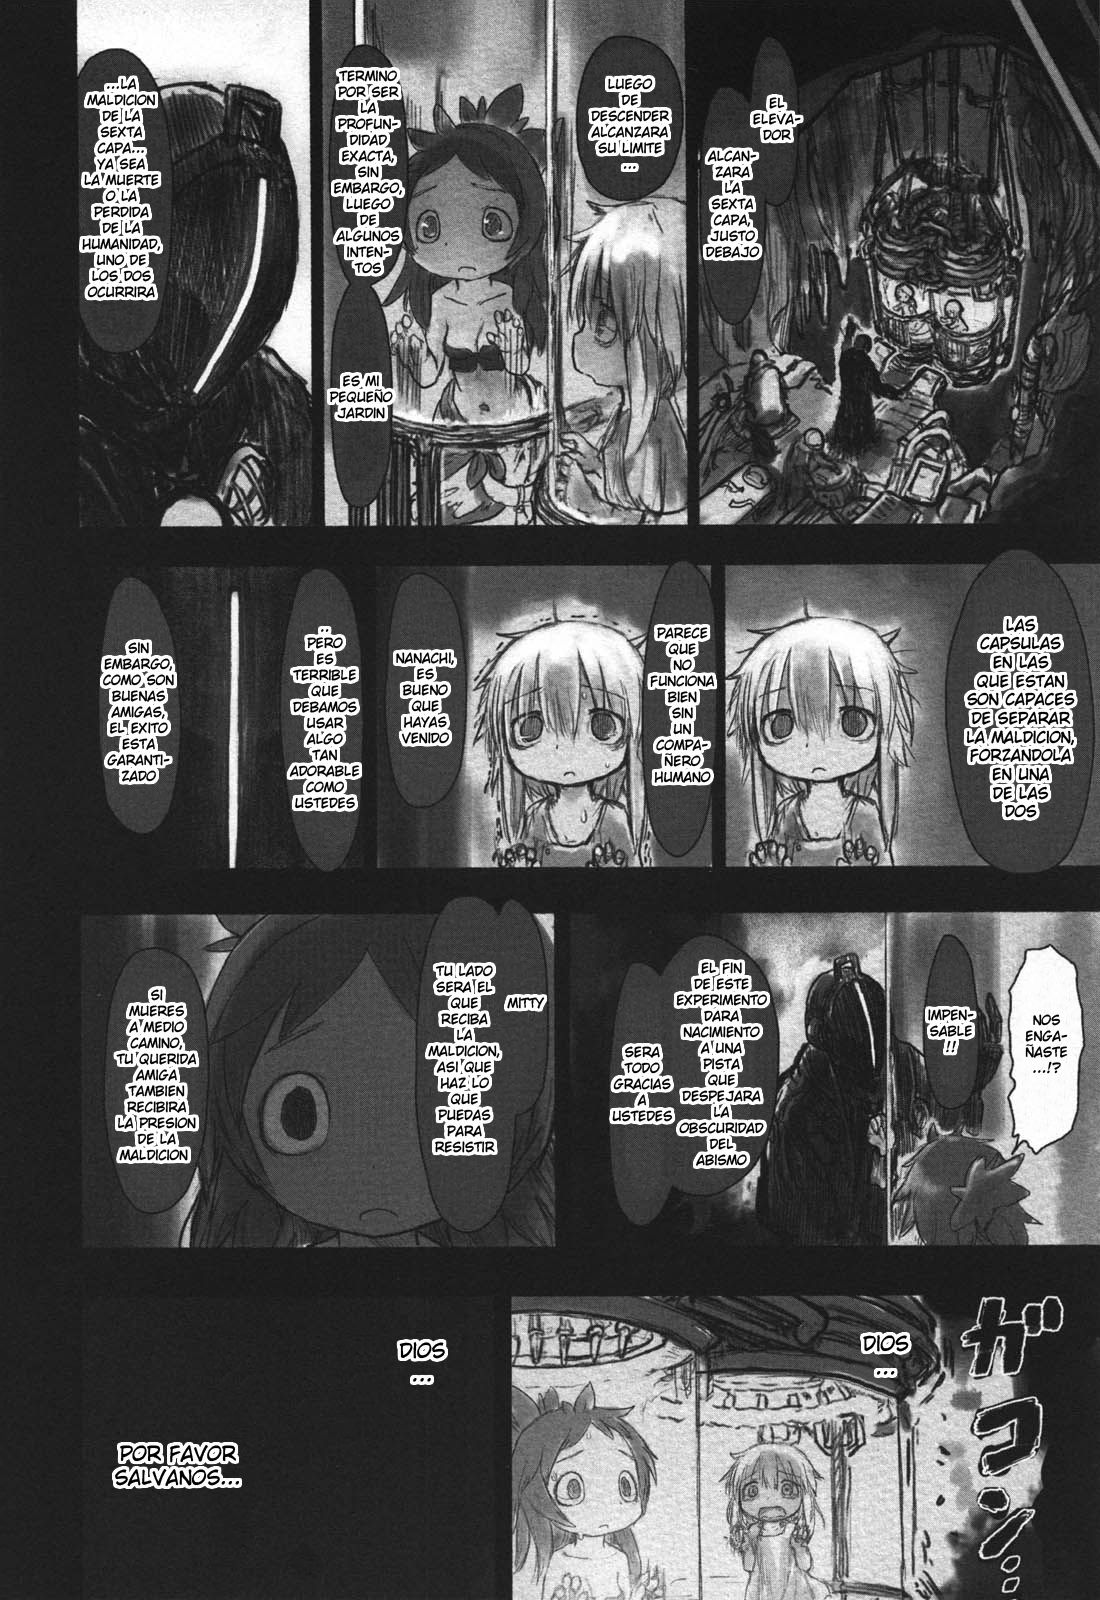 EL
ELEVA-
DOR
ALCAN-
ZARA
LA
SEXTA
CAPA,
JUSTO
DEBAJO
LUEGO
DE
DESCENDER
ALCANZARA
SU LIMITE
...
TERMINO
POR SER
LA
PROFUN-
DIDAD
EXACTA,
SIN
EMBARGO,
LUEGO
DE
ALGUNOS
INTEN-
TOS
ES MI
PEQUEÑO
JARDIN
...LA
MALDICION
DE LA
SEXTA
CAPA...
YA SEA
LA MUERTE
O LA
PERDIDA
DE LA
HUMANIDAD,
UNO DE
LOS DOS
OCURRIRA
LAS
CAPSULAS
EN LAS
QUE ESTAN
SON CAPACES
DE SEPARAR
LA MALDICION,
FORZANDOLA
EN UNA
DE LAS
DOS
PARECE
QUE
NO
FUNCIONA
BIEN
SIN
UN
COMPA-
ÑERO
HUMANO
NANACHI,
ES
BUENO
QUE
HAYAS
VENIDO
..
PERO
ES
TERRIBLE
QUE
DEBAMOS
USAR
ALGO
TAN
ADORABLE
COMO
USTEDES
SIN
EMBARGO,
COMO SON
BUENAS
AMIGAS,
EL EXITO
ESTA
GARANTI-
ZADO
NOS
ENGA-
ÑASTE
...!?
IMPEN-
SABLE
!!
EL FIN
DE ESTE
EXPERIMENTO
DARA
NACIMIENTO
A UNA
PISTA
QUE
DESPEJARA
LA
OBSCURIDAD
DEL
ABISMO
SERA
TODO
GRACIAS
A
USTEDES
MITTY
TU LADO
SERA EL
QUE
RECIBA
LA
MALDICION,
ASI QUE
HAZ LO
QUE
PUEDAS
PARA
RESISTIR
SI
MUERES
A MEDIO
CAMINO,
TU QUERIDA
AMIGA
TAMBIEN
RECIBIRA
LA PRESION
DE LA
MALDICION
ガコン...
DIOS
...
DIOS
...
POR FAVOR
SALVANOS...